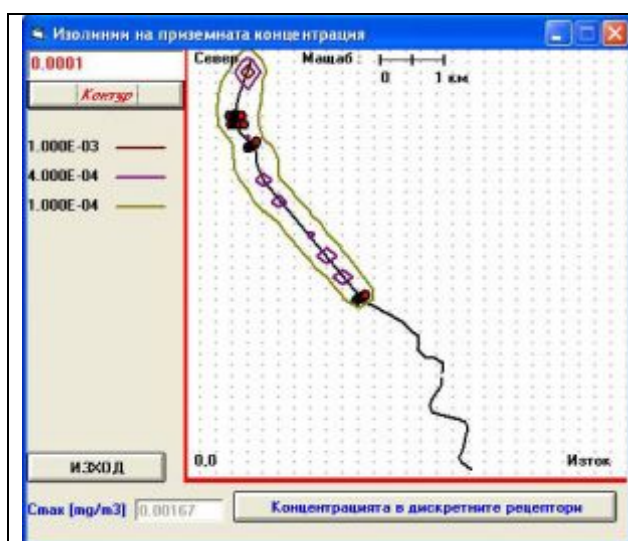 Изолинии на приземната концентрация
0.0001
Контур
1.000E-03
4.000E-04
1.000E-04
Север
Мащаб :
0 1 км
0,0
Изток
ИЗХОД
Cmax [mg/m3] 0.00167
Концентрацията в дискретните рецептори